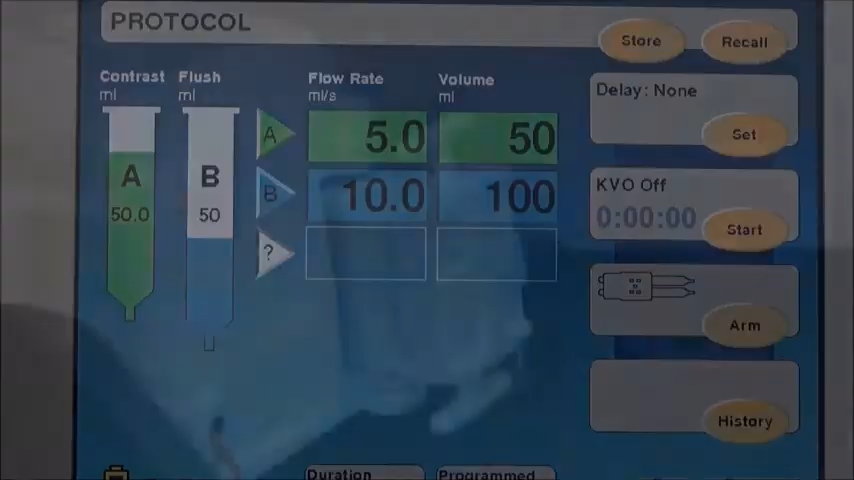 PROTOCOL
Store
Recall
Contrast
ml
Flush
ml
Flow Rate
ml/s
Volume
ml
Delay: None
Set
A
50.0
B
50
A
5.0
50
B
10.0
100
?
KVO Off
0:00:00
Start
Arm
History
Duration
Programmed